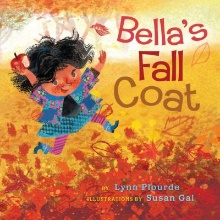 Bella's
Fall
Coat
BY Lynn Plourde
ILLUSTRATIONS BY Susan Gal